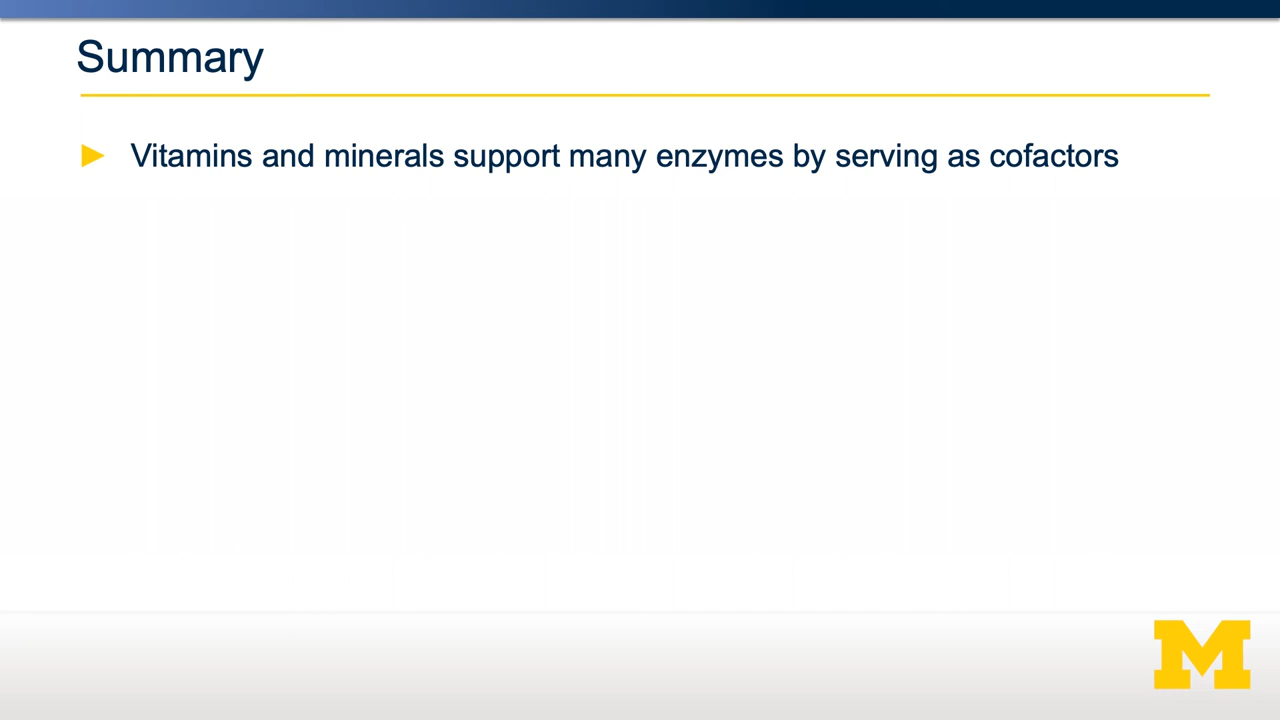 Summary
► Vitamins and minerals support many enzymes by serving as cofactors
M